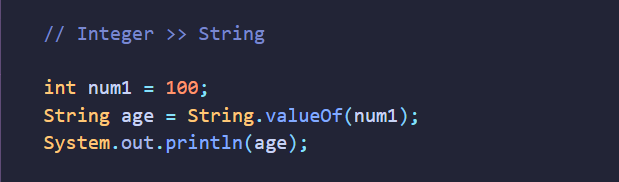 // Integer >> String
int num1 = 100;
String age = String.valueOf(num1);
System.out.println(age);